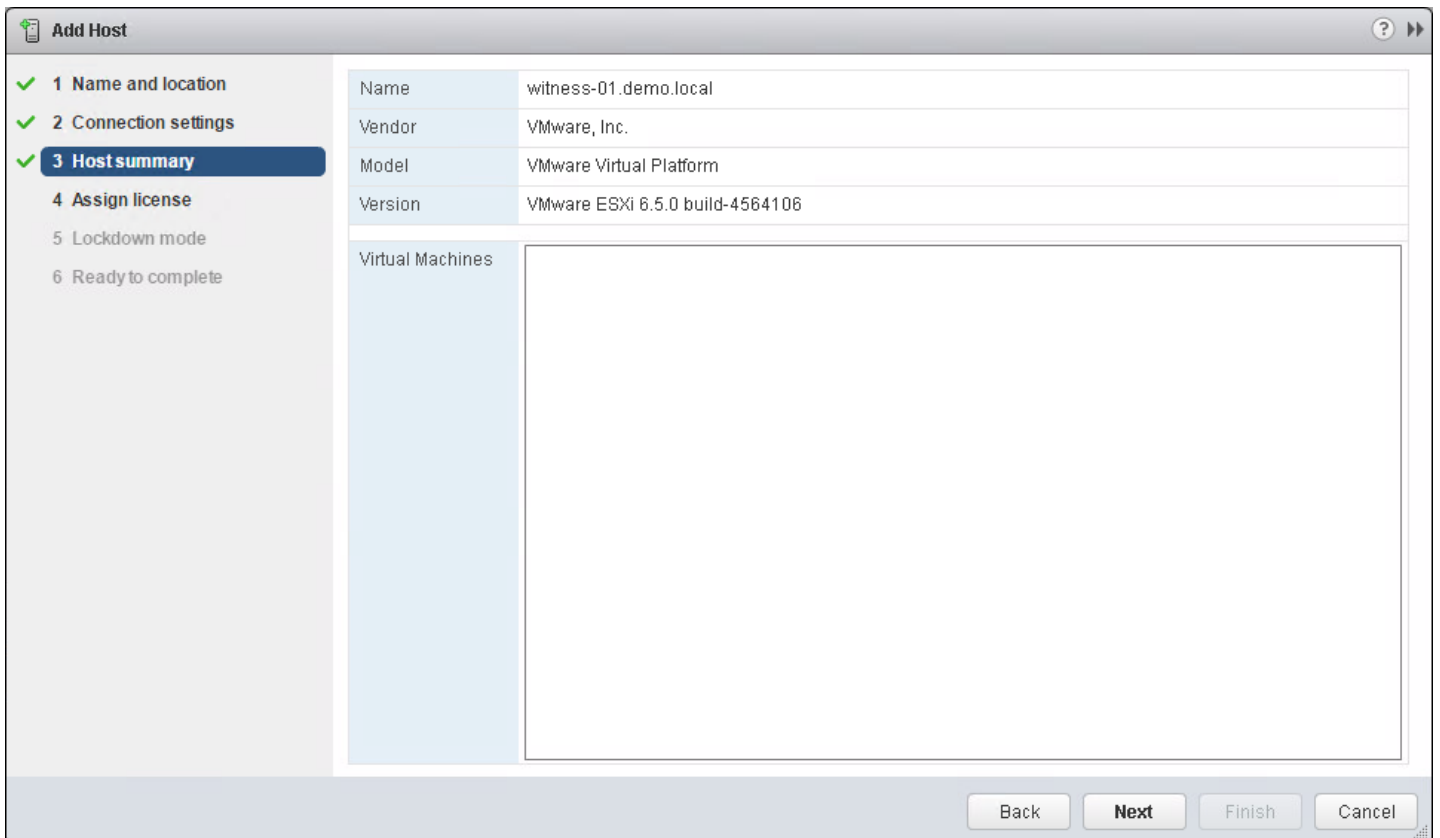 Add Host
?
1 Name and location
2 Connection settings
3 Host summary
4 Assign license
5 Lockdown mode
6 Ready to complete
Name witness-01.demo.local
Vendor VMware, Inc.
Model VMware Virtual Platform
Version VMware ESXi 6.5.0 build-4564106
Virtual Machines
Back Next Finish Cancel